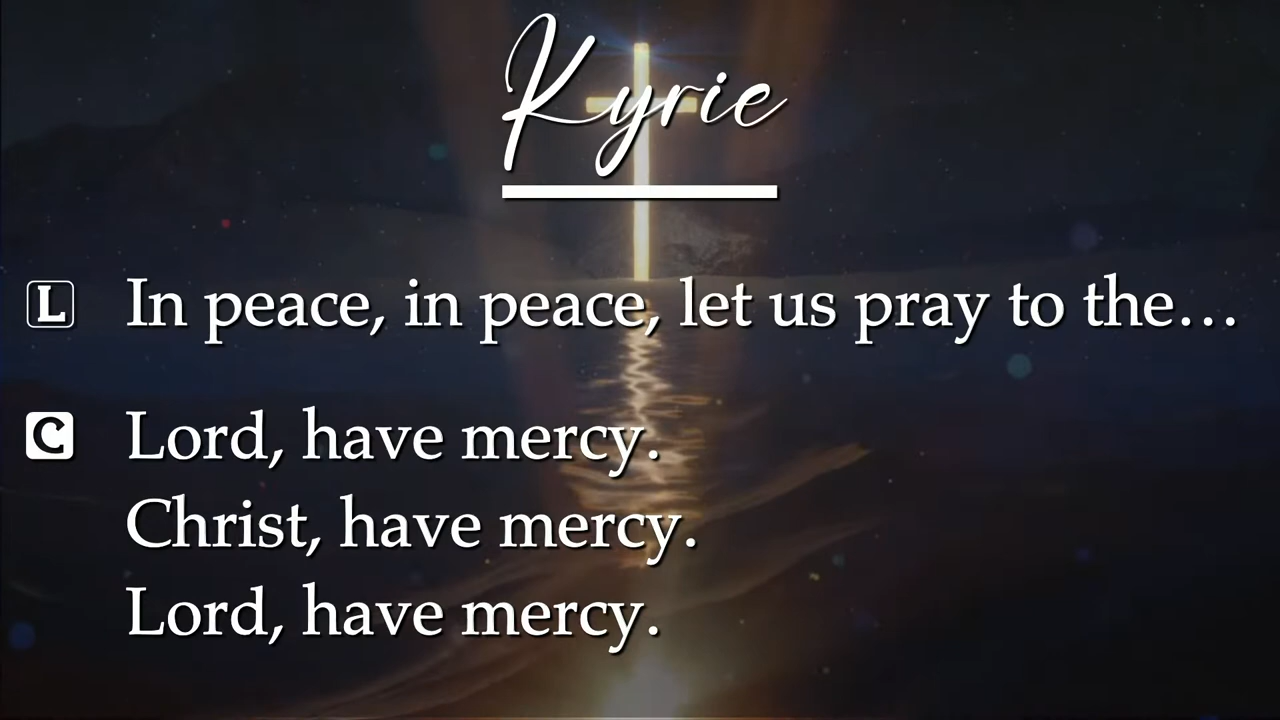 Kyrie
L In peace, in peace, let us pray to the…
C Lord, have mercy.
Christ, have mercy.
Lord, have mercy.